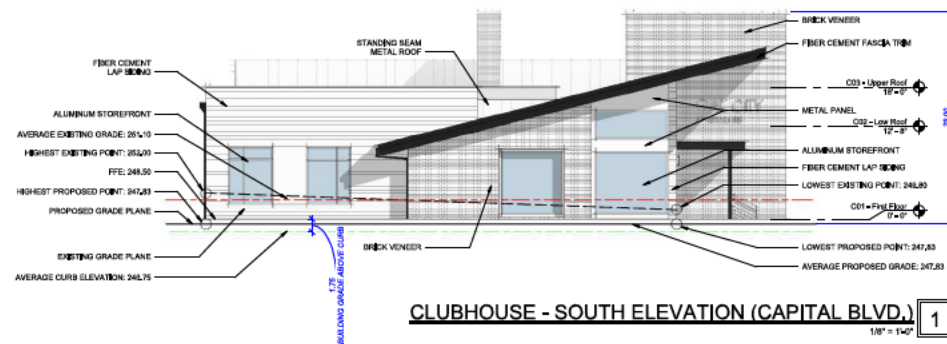 BRICK VENEER
STANDING SEAM
METAL ROOF
FIBER CEMENT FASCIA TRIM
FIBER CEMENT
LAP SIDING
C03 - Upper Roof
16'-0"
ALUMINUM STOREFRONT
METAL PANEL
C02 - Low Roof
12'-8"
AVERAGE EXISTING GRADE: 251.10
HIGHEST EXISTING POINT: 252.00
ALUMINUM STOREFRONT
FFE: 248.50
FIBER CEMENT LAP SIDING
HIGHEST PROPOSED POINT: 247.83
LOWEST EXISTING POINT: 249.80
PROPOSED GRADE PLANE
C01 - First Floor
0'-0"
EXISTING GRADE PLANE
BRICK VENEER
LOWEST PROPOSED POINT: 247.83
AVERAGE CURB ELEVATION: 246.75
AVERAGE PROPOSED GRADE: 247.83
1.75
BUILDING GRADE ABOVE CURB
CLUBHOUSE - SOUTH ELEVATION (CAPITAL BLVD.)
1
1/8" = 1'-0"